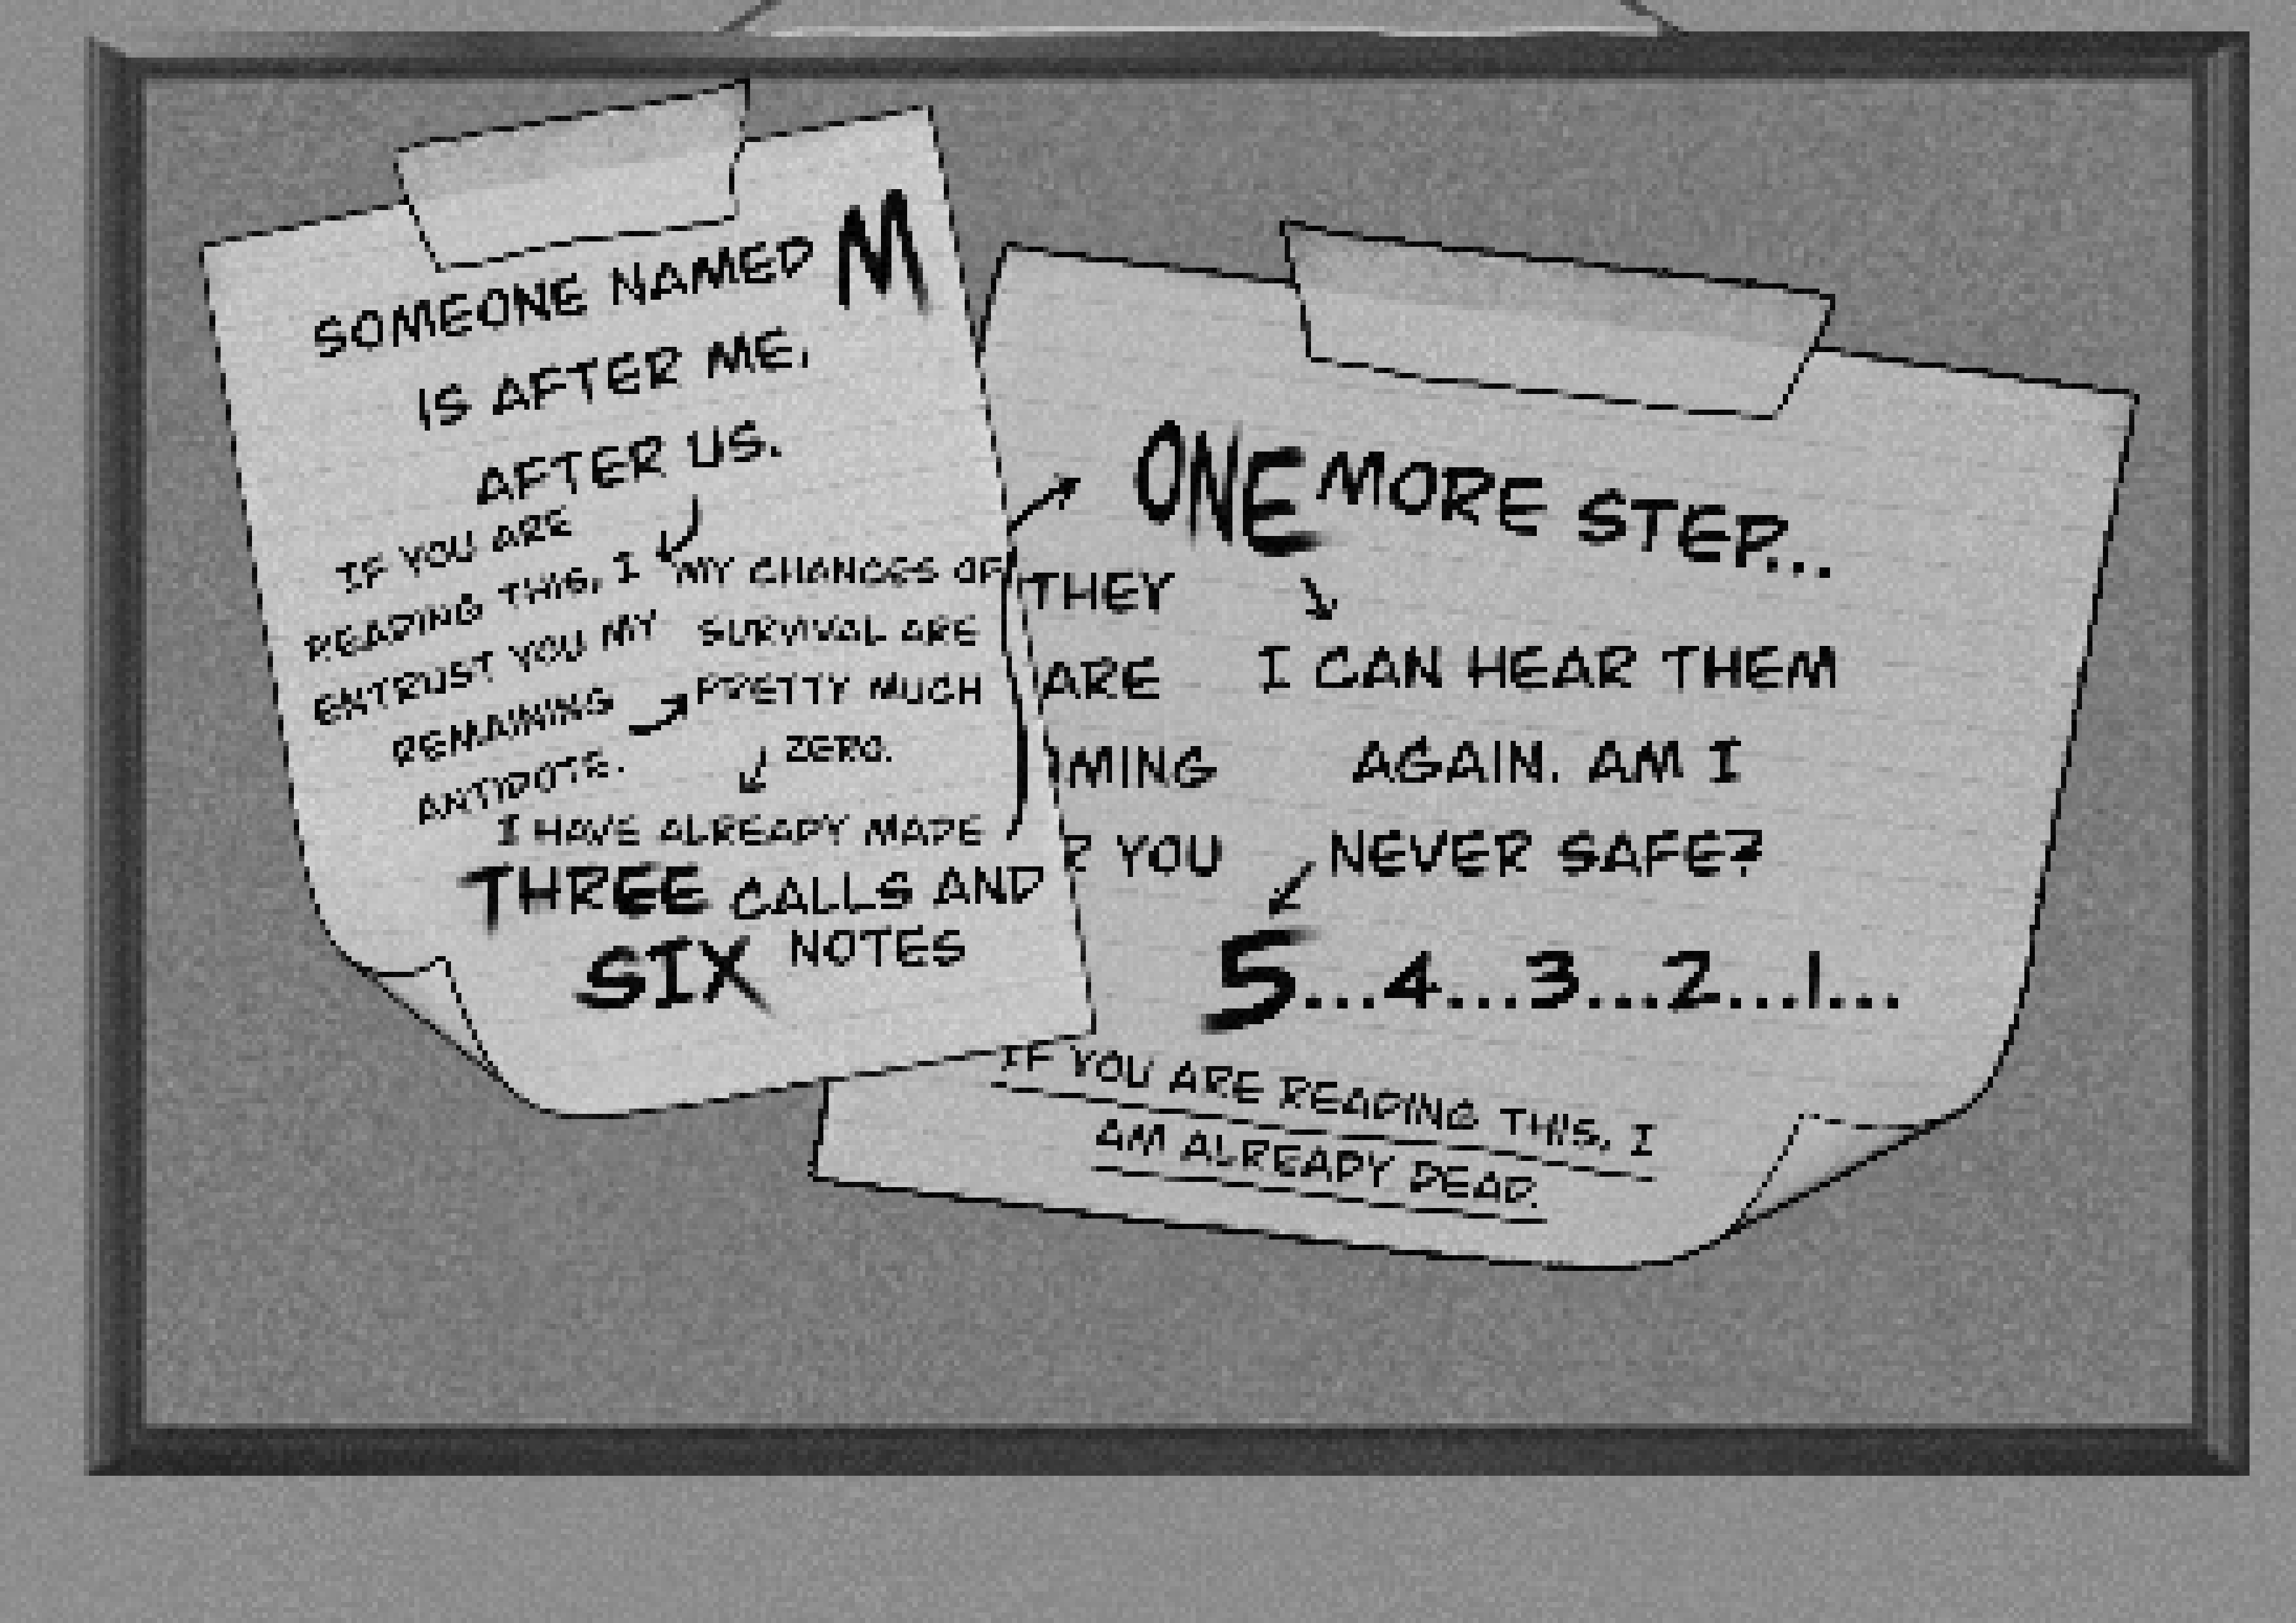 SOMEONE NAMED M
IS AFTER ME.
AFTER US.
IF YOU ARE
READING THIS, I
ENTRUST YOU MY
REMAINING
ANTIDOTE.
MY CHANCES OF
SURVIVAL ARE
PRETTY MUCH
ZERO.
I HAVE ALREADY MADE
THREE CALLS AND
SIX NOTES
ONE MORE STEP...
THEY
ARE
MING
R YOU
I CAN HEAR THEM
AGAIN. AM I
NEVER SAFE?
5...4...3...2...1...
IF YOU ARE READING THIS, I
AM ALREADY DEAD.